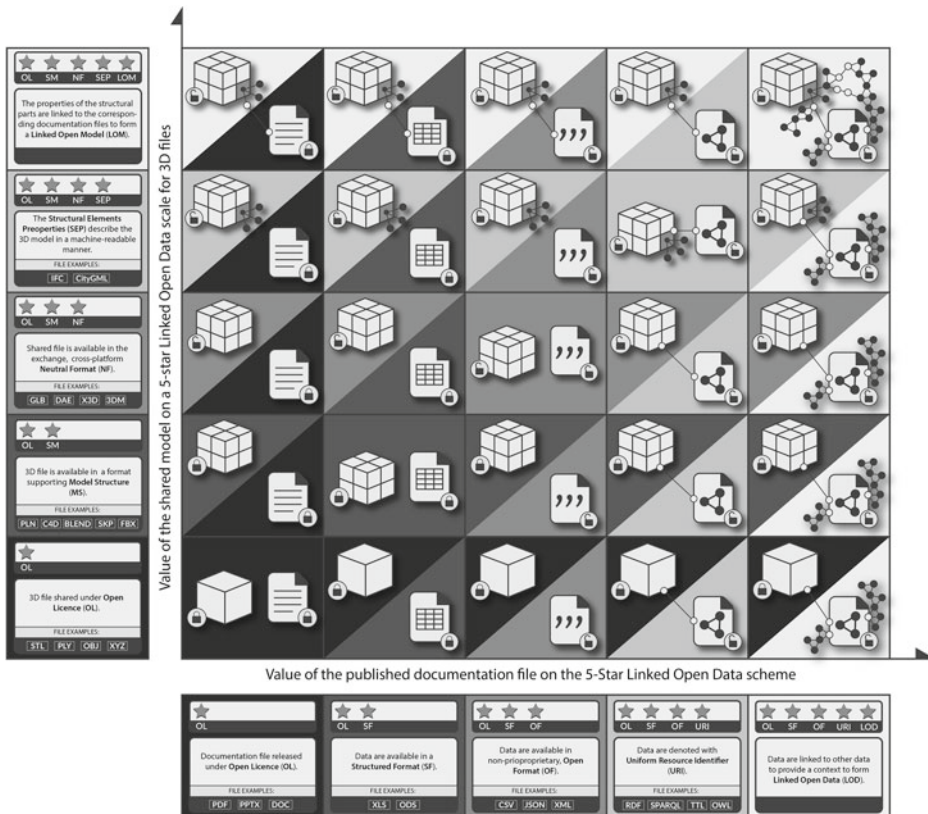 OL SM NF SEP LOM
The properties of the structural
parts are linked to the correspon-
ding documentation files to form
a Linked Open Model (LOM).
OL SM NF SEP
The Structural Elements
Preoperties (SEP) describe the
3D model in a machine-readable
manner.
FILE EXAMPLES:
IFC CityGML
OL SM NF
Shared file is available in the
exchange, cross-platform
Neutral Format (NF).
FILE EXAMPLES:
GLB DAE X3D 3DM
OL SM
3D file is available in a format
supporting Model Structure
(MS).
FILE EXAMPLES:
PLN C4D BLEND SKP FBX
OL
3D file shared under Open
Licence (OL).
FILE EXAMPLES:
STL PLY OBJ XYZ
Value of the shared model on a 5-star Linked Open Data scale for 3D files
Value of the published documentation file on the 5-Star Linked Open Data scheme
OL
Documentation file released
under Open Licence (OL).
FILE EXAMPLES:
PDF PPTX DOC
OL SF
Data are available in a
Structured Format (SF).
FILE EXAMPLES:
XLS ODS
OL SF OF
Data are available in
non-prioproprietary, Open
Format (OF).
FILE EXAMPLES:
CSV JSON XML
OL SF OF URI
Data are denoted with
Uniform Resource Identifier
(URI).
FILE EXAMPLES:
RDF SPARQL TTL OWL
OL SF OF URI LOD
Data are linked to other data
to provide a context to form
Linked Open Data (LOD).